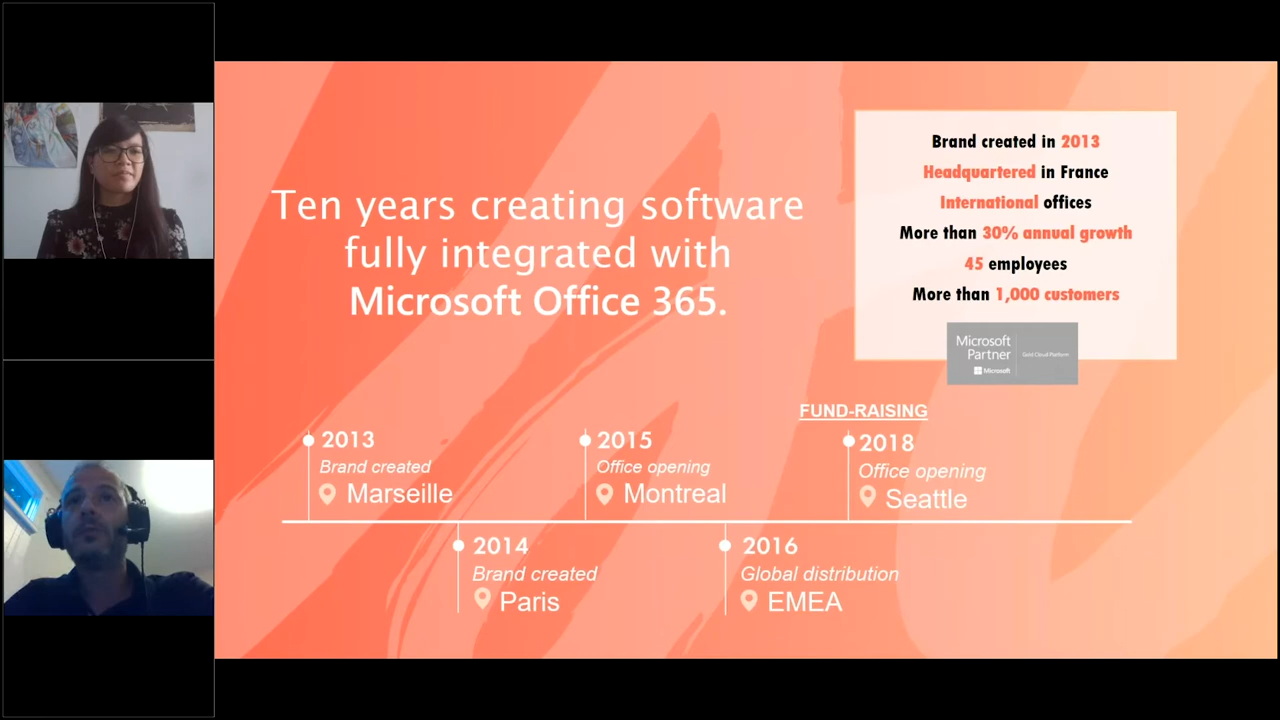 Ten years creating software
fully integrated with
Microsoft Office 365.
Brand created in 2013
Headquartered in France
International offices
More than 30% annual growth
45 employees
More than 1,000 customers
Microsoft
Partner
Gold Cloud Platform
Microsoft
FUND-RAISING
2013
Brand created
Marseille
2015
Office opening
Montreal
2018
Office opening
Seattle
2014
Brand created
Paris
2016
Global distribution
EMEA